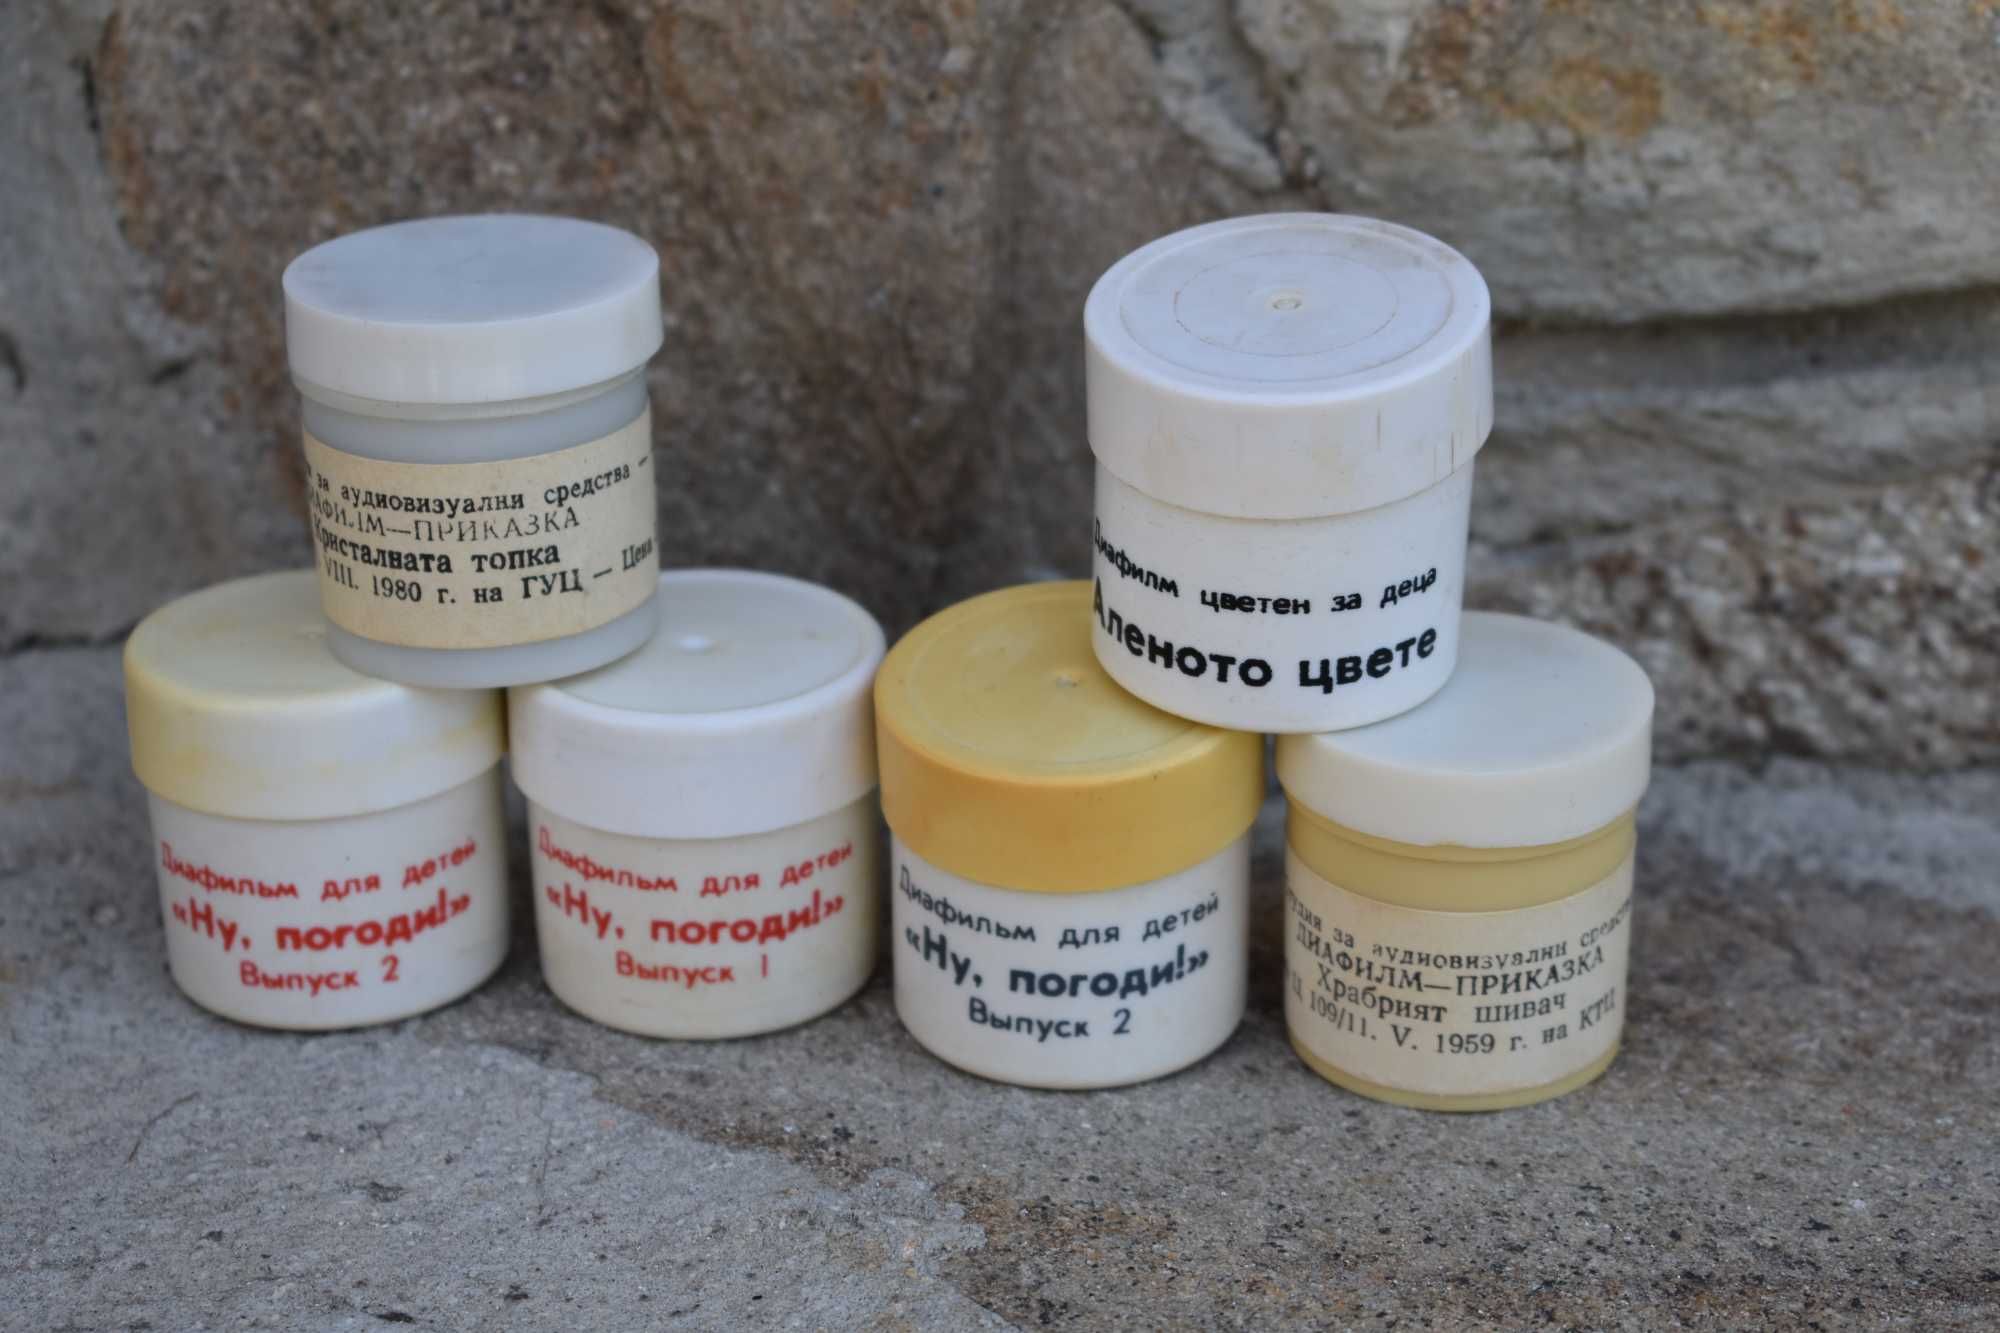 за аудиовизуални средства —
ДИАФИЛМ—ПРИКАЗКА
Кристалната топка
VIII. 1980 г. на ГУЦ — Цена
Диафилм цветен за деца
Аленото цвете
Диафильм для детей
«Ну, погоди!»
Выпуск 2
Диафильм для детей
«Ну, погоди!»
Выпуск 1
Диафильм для детей
«Ну, погоди!»
Выпуск 2
за аудиовизуални средства
ДИАФИЛМ—ПРИКАЗКА
Храбрият шивач
109/11. V. 1959 г. на КТЦ